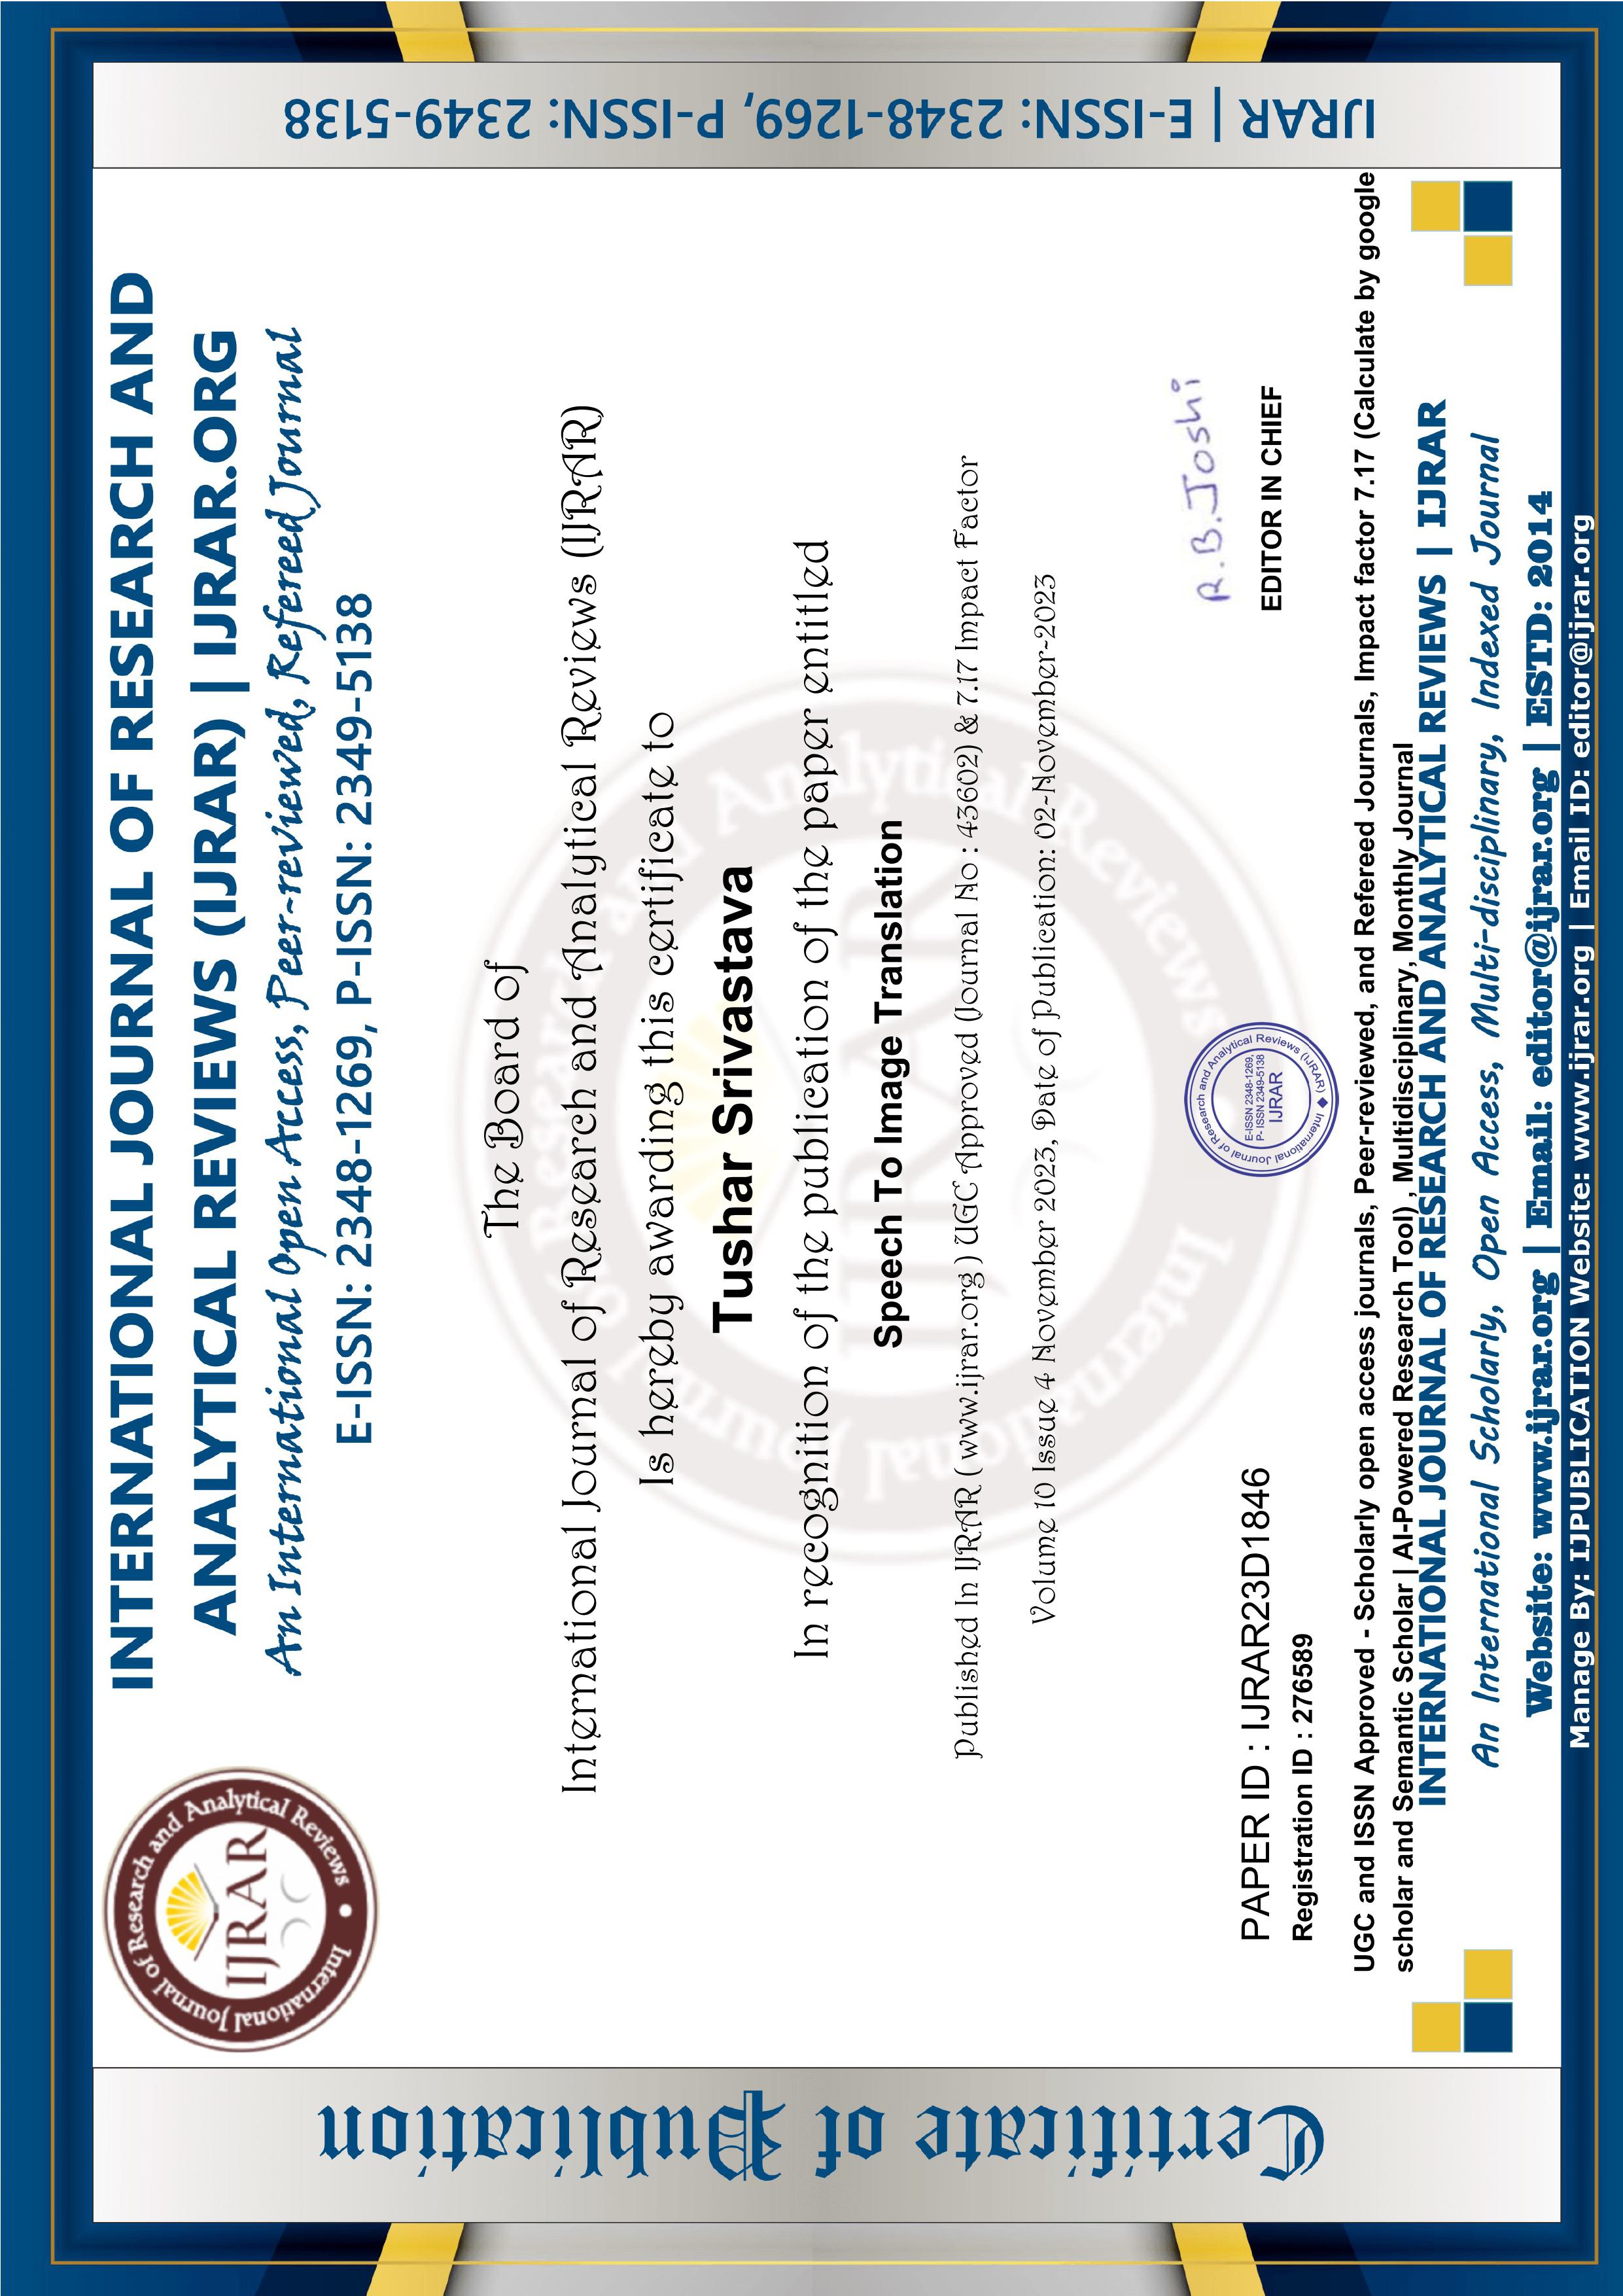 International Journal of Research and Analytical Reviews
IJRAR
INTERNATIONAL JOURNAL OF RESEARCH AND
ANALYTICAL REVIEWS (IJRAR) | IJRAR.ORG
An International Open Access, Peer-reviewed, Refereed Journal
E-ISSN: 2348-1269, P-ISSN: 2349-5138
Certificate of Publication
The Board of
International Journal of Research and Analytical Reviews (IJRAR)
Is hereby awarding this certificate to
Tushar Srivastava
In recognition of the publication of the paper entitled
Speech To Image Translation
Published In IJRAR ( www.ijrar.org ) UGC Approved (Journal No : 43602) & 7.17 Impact Factor
Volume 10 Issue 4 November 2023, Date of Publication: 02-November-2023
International Journal of Research and Analytical Reviews
IJRAR
PAPER ID : IJRAR23D1846
Registration ID : 276589
International Journal of Research and Analytical Reviews (IJRAR)
E-ISSN 2348-1269,
P- ISSN 2349-5138
IJRAR
R.B.Joshi
EDITOR IN CHIEF
IJRAR | E-ISSN: 2348-1269, P-ISSN: 2349-5138
UGC and ISSN Approved - Scholarly open access journals, Peer-reviewed, and Refereed Journals, Impact factor 7.17 (Calculate by google
scholar and Semantic Scholar | AI-Powered Research Tool) , Multidisciplinary, Monthly Journal
INTERNATIONAL JOURNAL OF RESEARCH AND ANALYTICAL REVIEWS | IJRAR
An International Scholarly, Open Access, Multi-disciplinary, Indexed Journal
Website: www.ijrar.org | Email: editor@ijrar.org | ESTD: 2014
Manage By: IJPUBLICATION Website: www.ijrar.org | Email ID: editor@ijrar.org